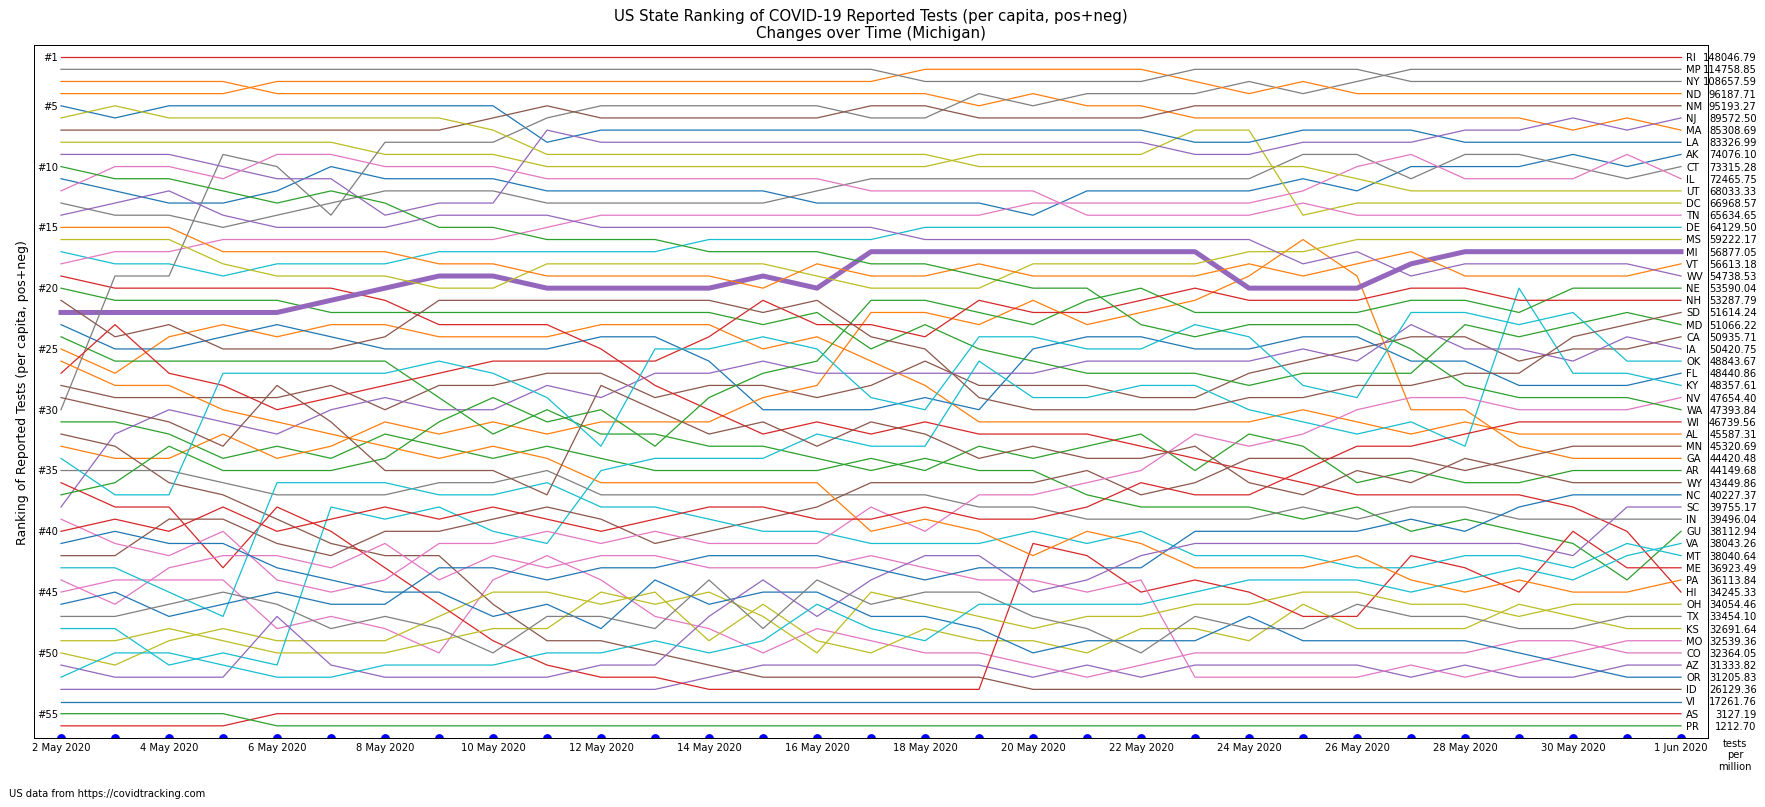 US State Ranking of COVID-19 Reported Tests (per capita, pos+neg)
Changes over Time (Michigan)
Ranking of Reported Tests (per capita, pos+neg)
#1
#5
#10
#15
#20
#25
#30
#35
#40
#45
#50
#55
RI 148046.79
MP 114758.85
NY 108657.59
ND 96187.71
NM 95193.27
NJ 89572.50
MA 85308.69
LA 83326.99
AK 74076.10
CT 73315.28
IL 72465.75
UT 68033.33
DC 66968.57
TN 65634.65
DE 64129.50
MS 59222.17
MI 56877.05
VT 56613.18
WV 54738.53
NE 53590.04
NH 53287.79
SD 51614.24
MD 51066.22
CA 50935.71
IA 50420.75
OK 48843.67
FL 48440.86
KY 48357.61
NV 47654.40
WA 47393.84
WI 46739.56
AL 45587.31
MN 45320.69
GA 44420.48
AR 44149.68
WY 43449.86
NC 40227.37
SC 39755.17
IN 39496.04
GU 38112.94
VA 38043.26
MT 38040.64
ME 36923.49
PA 36113.84
HI 34245.33
OH 34054.46
TX 33454.10
KS 32691.64
MO 32539.36
CO 32364.05
AZ 31333.82
OR 31205.83
ID 26129.36
VI 17261.76
AS 3127.19
PR 1212.70
2 May 2020
4 May 2020
6 May 2020
8 May 2020
10 May 2020
12 May 2020
14 May 2020
16 May 2020
18 May 2020
20 May 2020
22 May 2020
24 May 2020
26 May 2020
28 May 2020
30 May 2020
1 Jun 2020
tests
per
million
US data from https://covidtracking.com